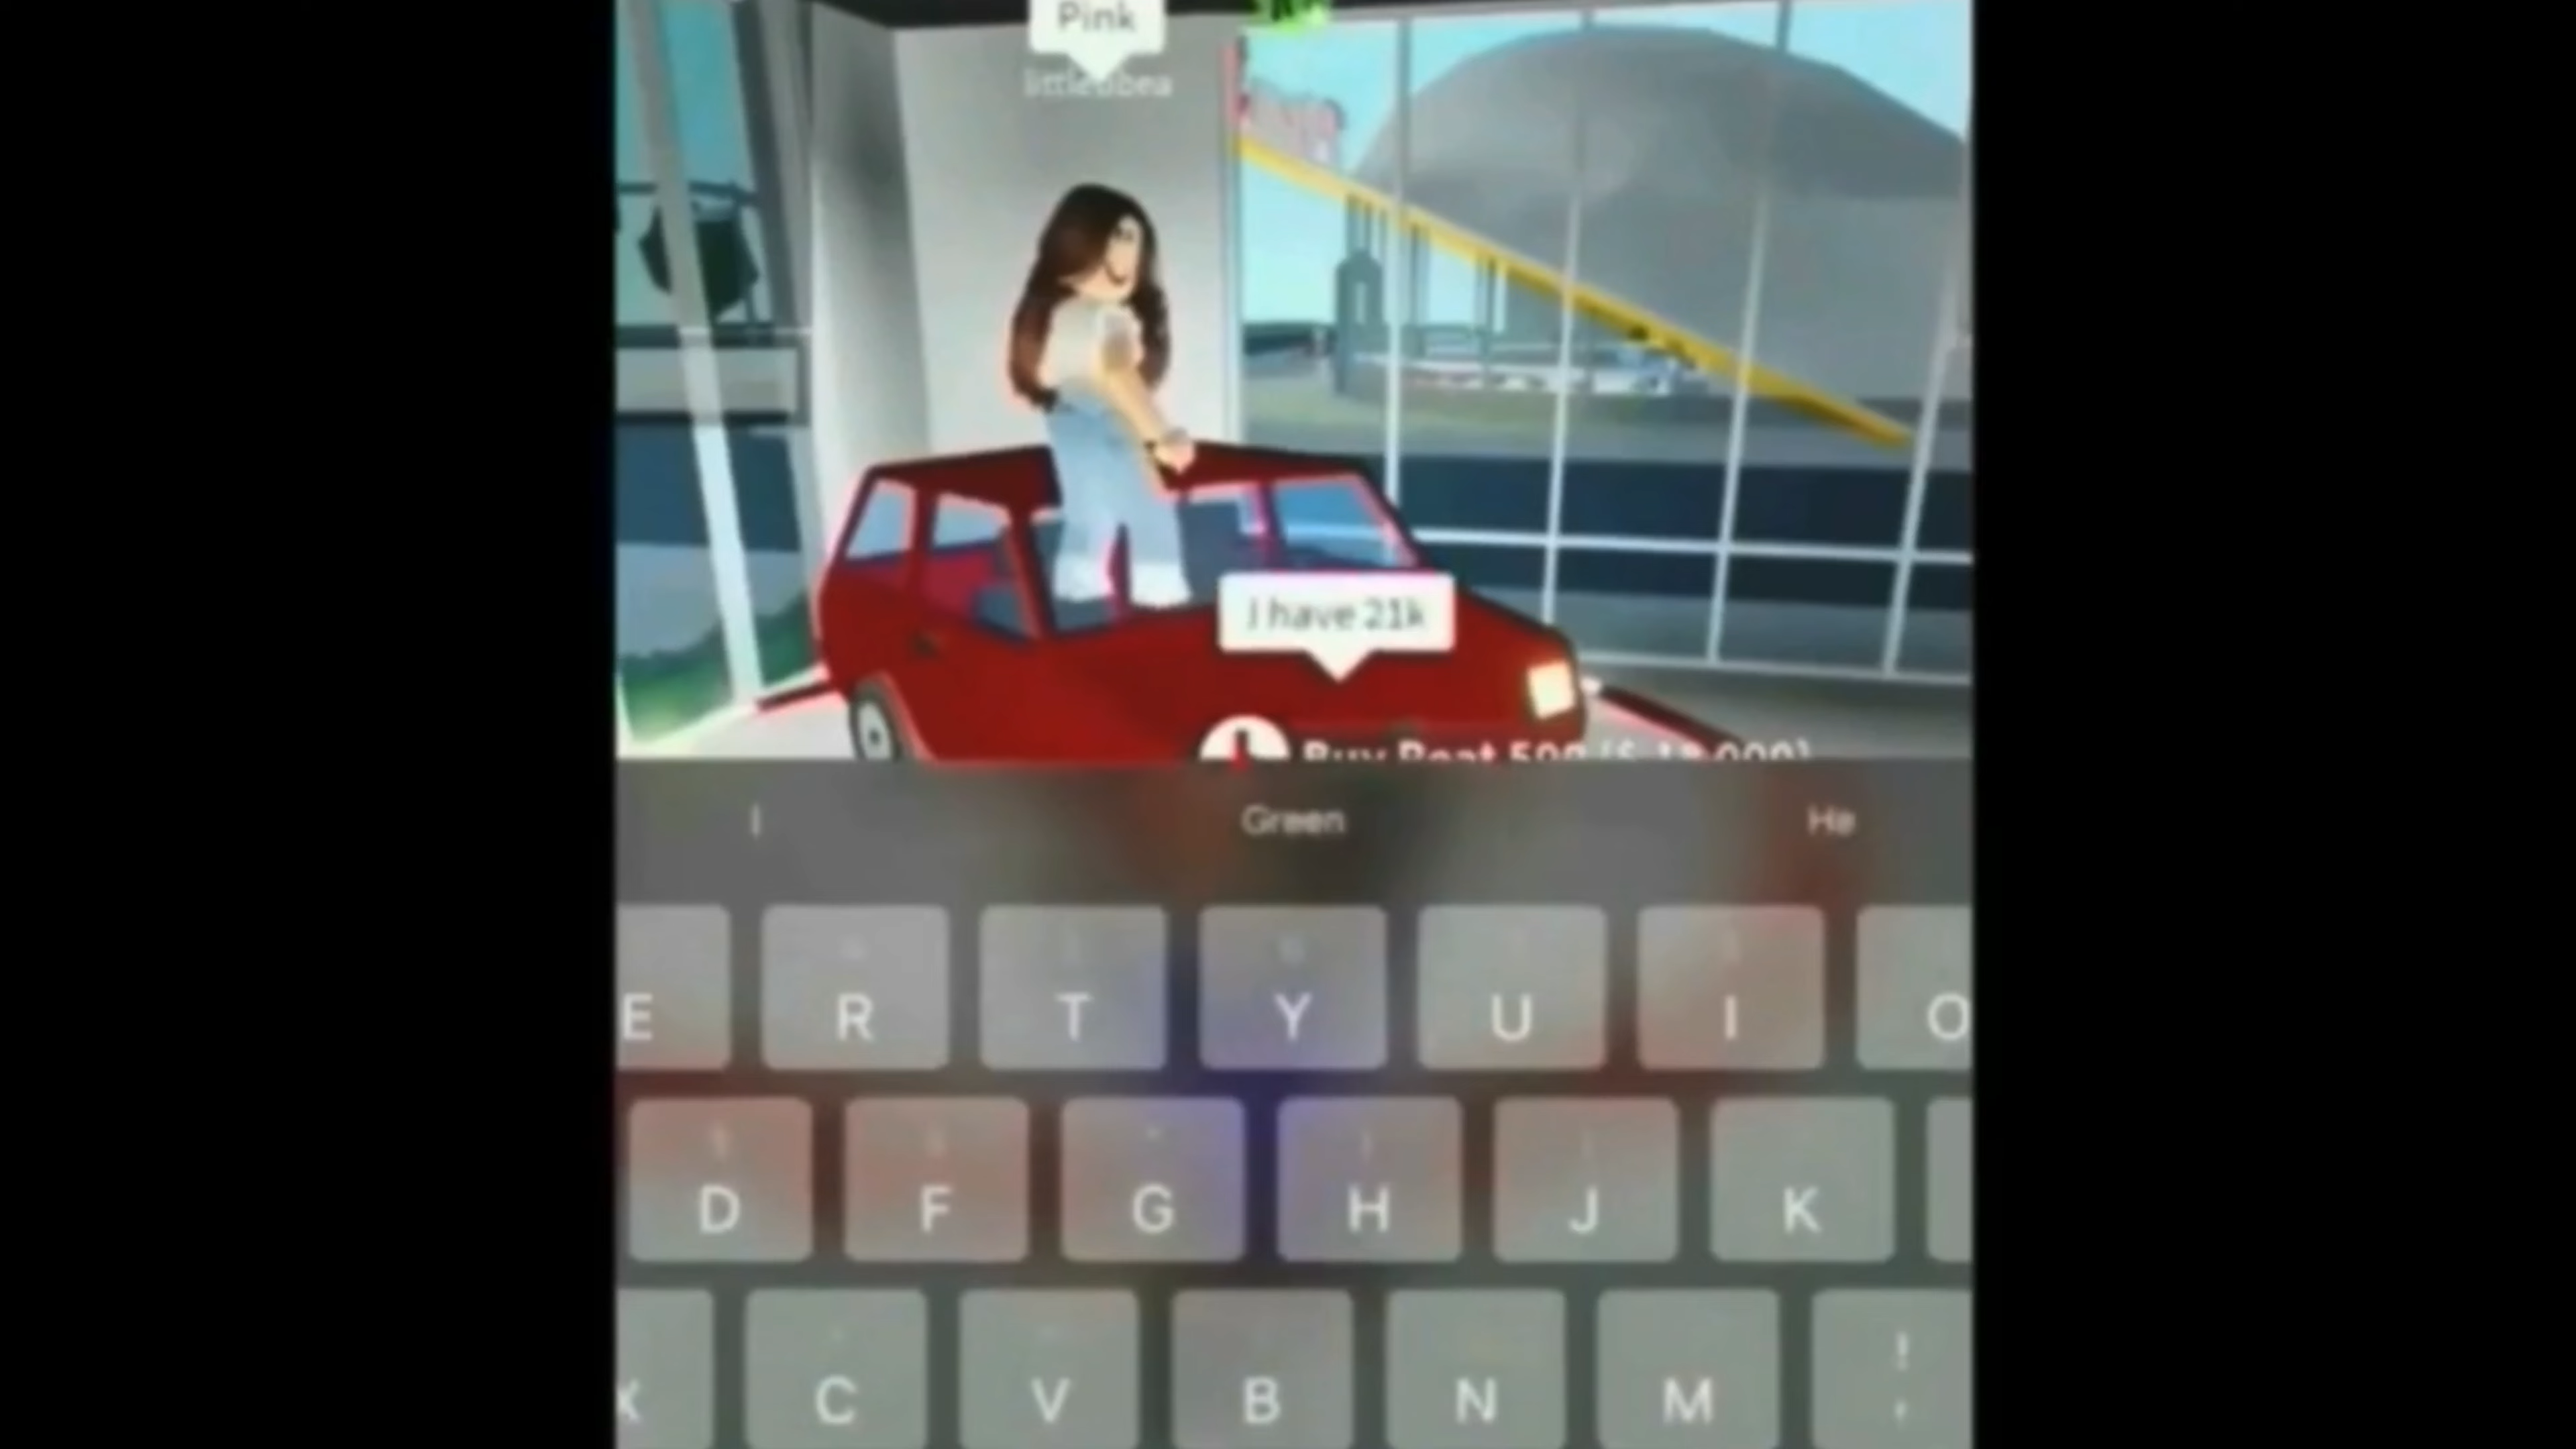 Pink
I have 21k
I
Green
He
E R T Y U I O
D F G H J K
X C V B N M !
,